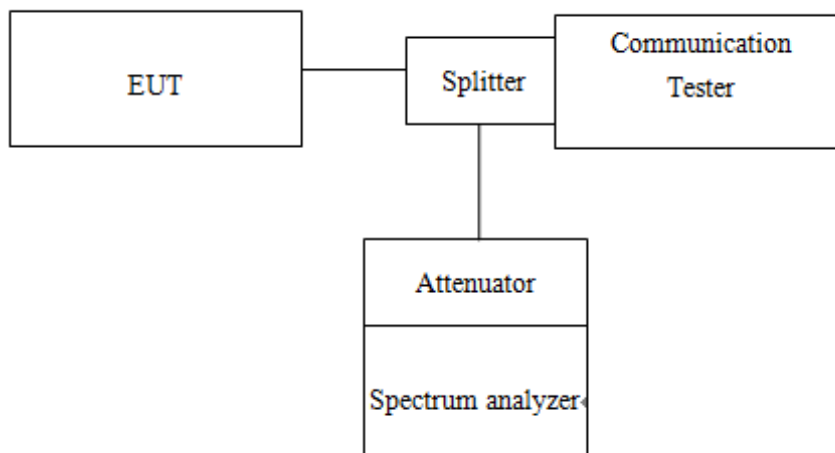 EUT
Splitter
Communication
Tester
Attenuator
Spectrum analyzer